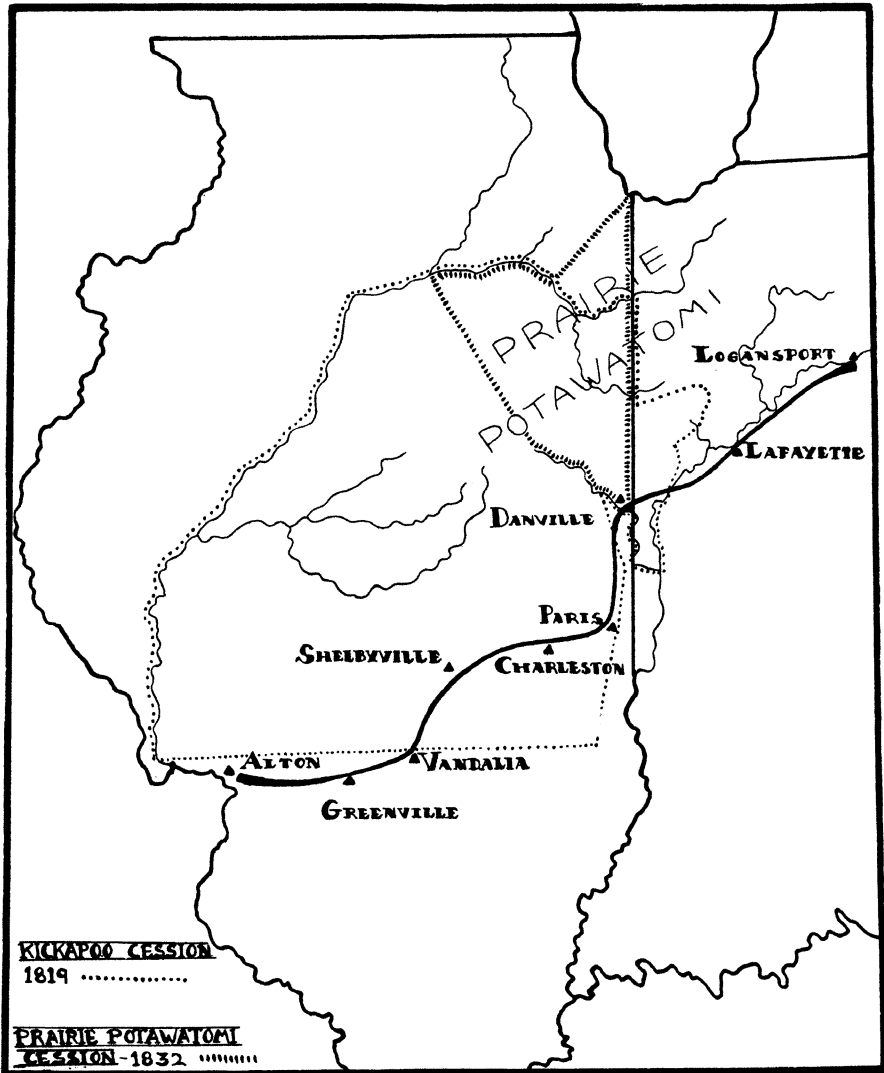 PRAIRIE
POTAWATOMI
LOGANSPORT
LAFAYETTE
DANVILLE
PARIS
SHELBYVILLE
CHARLESTON
ALTON
VANDALIA
GREENVILLE
KICKAPOO CESSION
1819
PRAIRIE POTAWATOMI
CESSION-1832